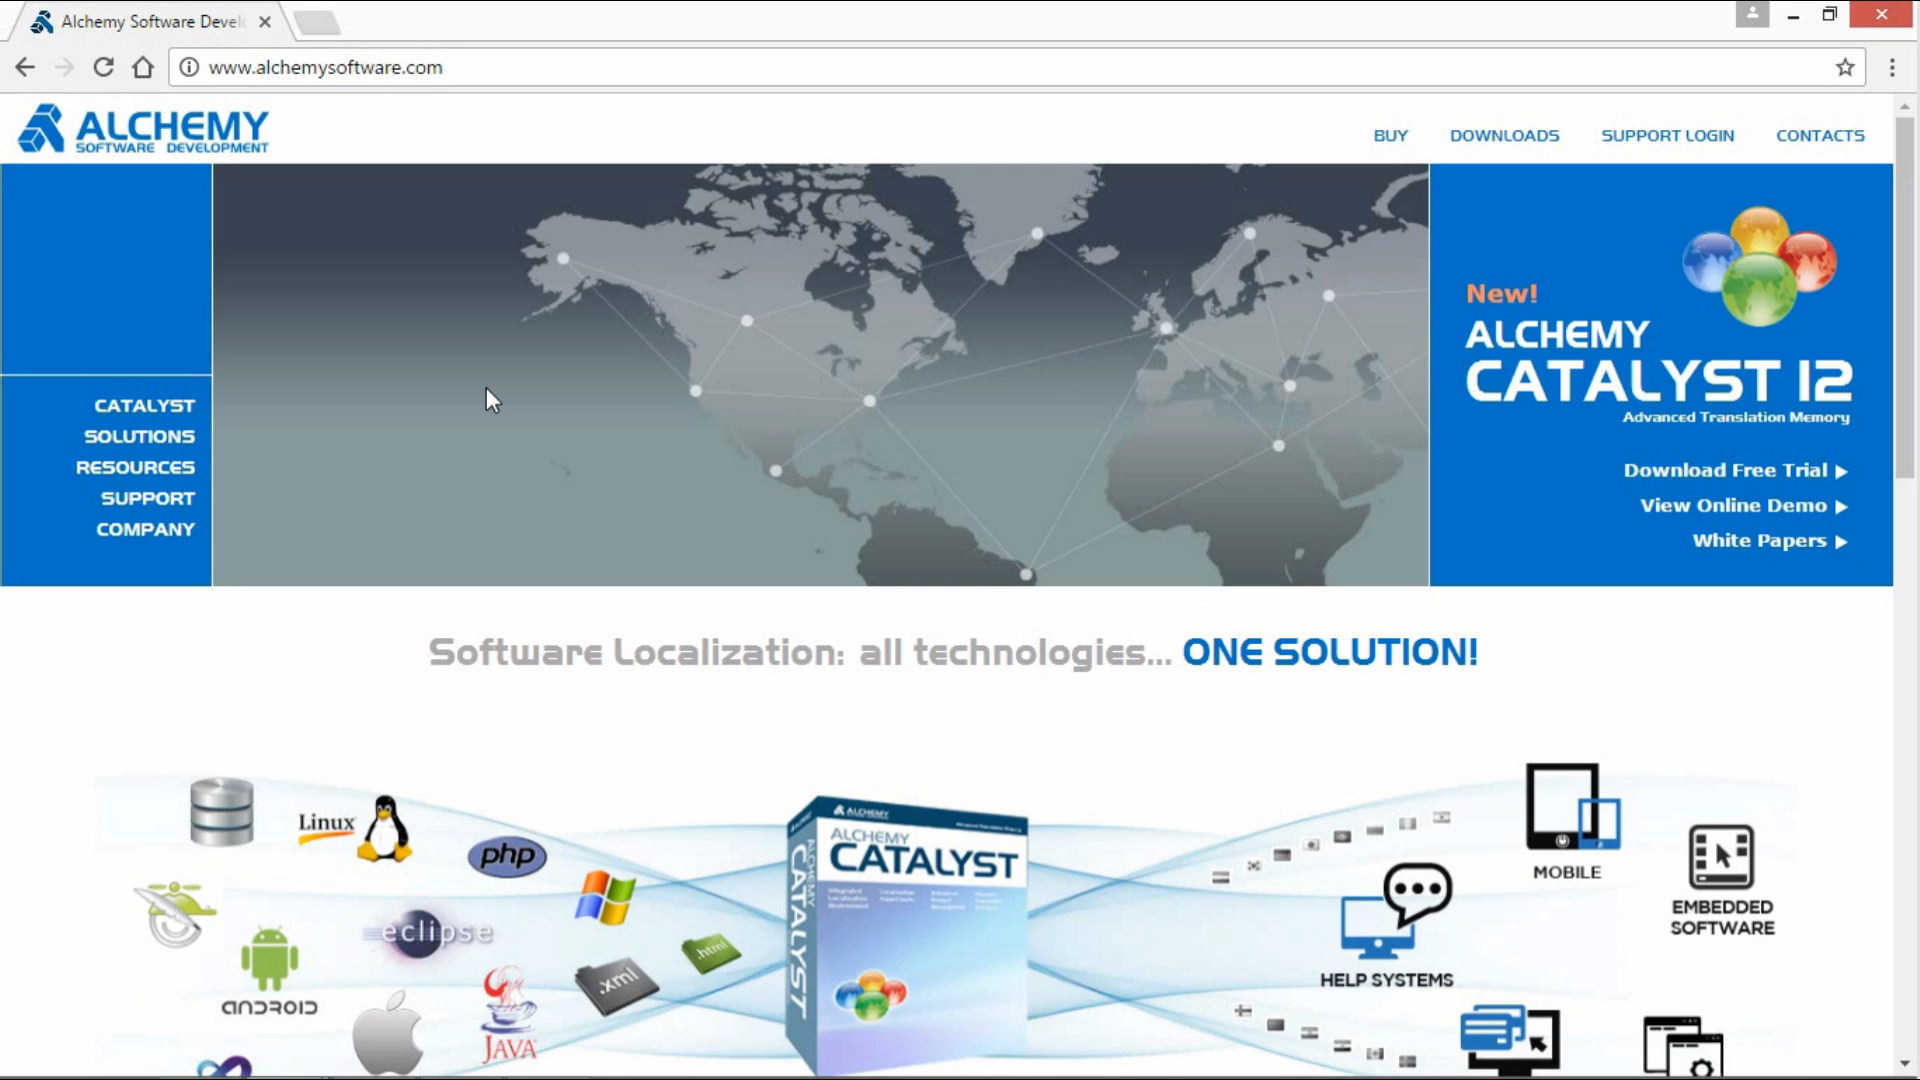 Alchemy Software Devel
www.alchemysoftware.com
ALCHEMY
SOFTWARE DEVELOPMENT
BUY
DOWNLOADS
SUPPORT LOGIN
CONTACTS
CATALYST
SOLUTIONS
RESOURCES
SUPPORT
COMPANY
New!
ALCHEMY
CATALYST 12
Advanced Translation Memory
Download Free Trial
View Online Demo
White Papers
Software Localization: all technologies... ONE SOLUTION!
Linux
php
eclipse
.html
.xml
ANDROID
JAVA
ALCHEMY
ALCHEMY
CATALYST
ALCHEMY
CATALYST
MOBILE
EMBEDDED
SOFTWARE
HELP SYSTEMS